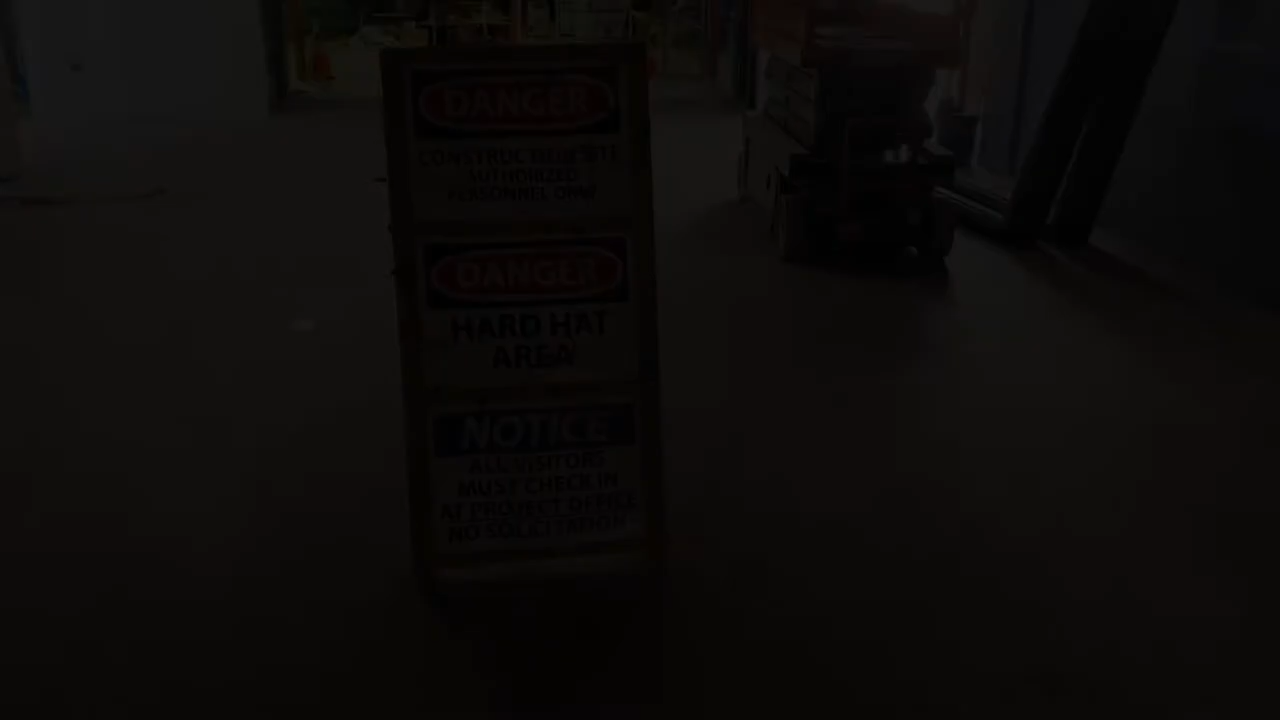 DANGER
CONSTRUCTION SITE
AUTHORIZED
PERSONNEL ONLY
DANGER
HARD HAT
AREA
NOTICE
ALL VISITORS
MUST CHECK IN
AT PROJECT OFFICE
NO SOLICITATION